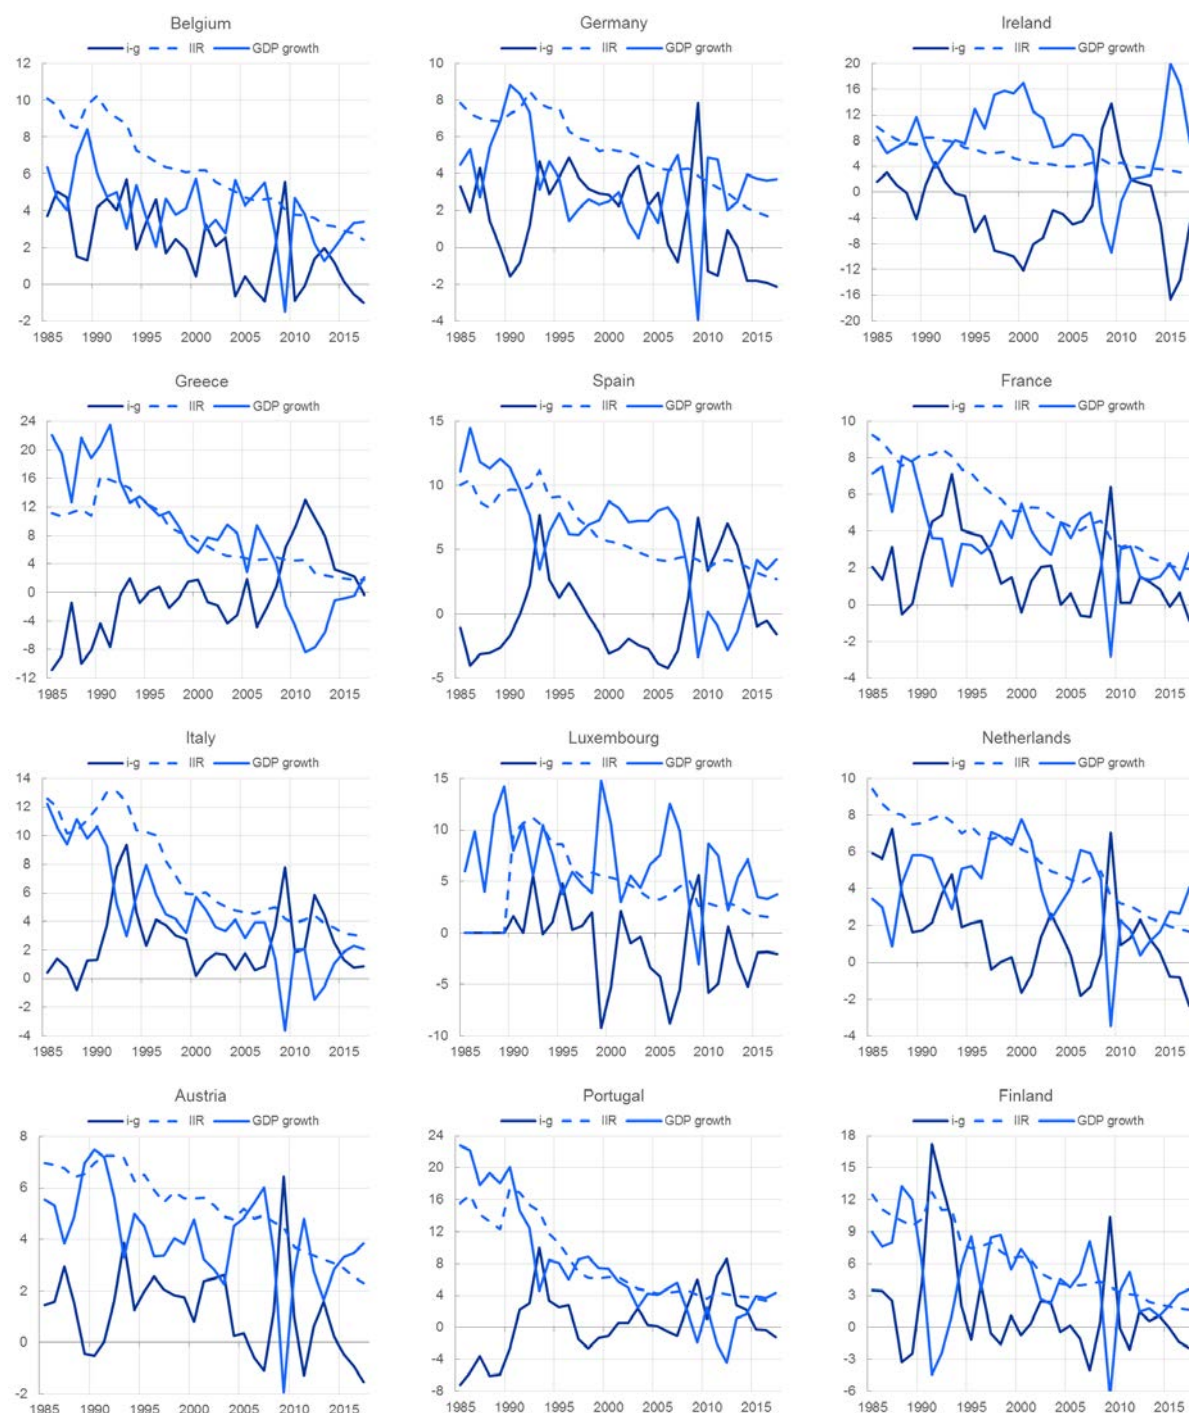 Belgium Germany Ireland
i-g IIR GDP growth i-g IIR GDP growth i-g IIR GDP growth
12 10 20
10 8 16
8 6 12
6 4 8
4 2 4
2 0 0
0 -2 -4
-2 -4 -8
-12
-16
-20
1985 1990 1995 2000 2005 2010 2015 1985 1990 1995 2000 2005 2010 2015 1985 1990 1995 2000 2005 2010 2015
Greece Spain France
i-g IIR GDP growth i-g IIR GDP growth i-g IIR GDP growth
24 15 10
20 10 8
16 5 6
12 0 4
8 -5 2
4 0
0 -2
-4 -4
-8
-12
1985 1990 1995 2000 2005 2010 2015 1985 1990 1995 2000 2005 2010 2015 1985 1990 1995 2000 2005 2010 2015
Italy Luxembourg Netherlands
i-g IIR GDP growth i-g IIR GDP growth i-g IIR GDP growth
14 15 10
12 10 8
10 5 6
8 0 4
6 -5 2
4 -10 0
2 -2
0 -4
-2
-4
1985 1990 1995 2000 2005 2010 2015 1985 1990 1995 2000 2005 2010 2015 1985 1990 1995 2000 2005 2010 2015
Austria Portugal Finland
i-g IIR GDP growth i-g IIR GDP growth i-g IIR GDP growth
8 24 18
6 20 15
4 16 12
2 12 9
0 8 6
-2 4 3
0 0
-4 -3
-8 -6
1985 1990 1995 2000 2005 2010 2015 1985 1990 1995 2000 2005 2010 2015 1985 1990 1995 2000 2005 2010 2015